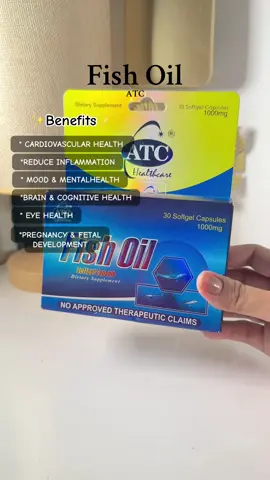 Fish Oil
ATC
Benefits
* CARDIOVASCULAR HEALTH
*REDUCE INFLAMMATION
* MOOD & MENTALHEALTH
*BRAIN & COGNITIVE HEALTH
* EYE HEALTH
*PREGNANCY & FETAL
DEVELOPMENT
Dietary Supplement
30 Softgel Capsules
1000mg
ATC
Healthcare
30 Softgel Capsules
1000mg
Fish Oil
Dietary Supplement
NO APPROVED THERAPEUTIC CLAIMS